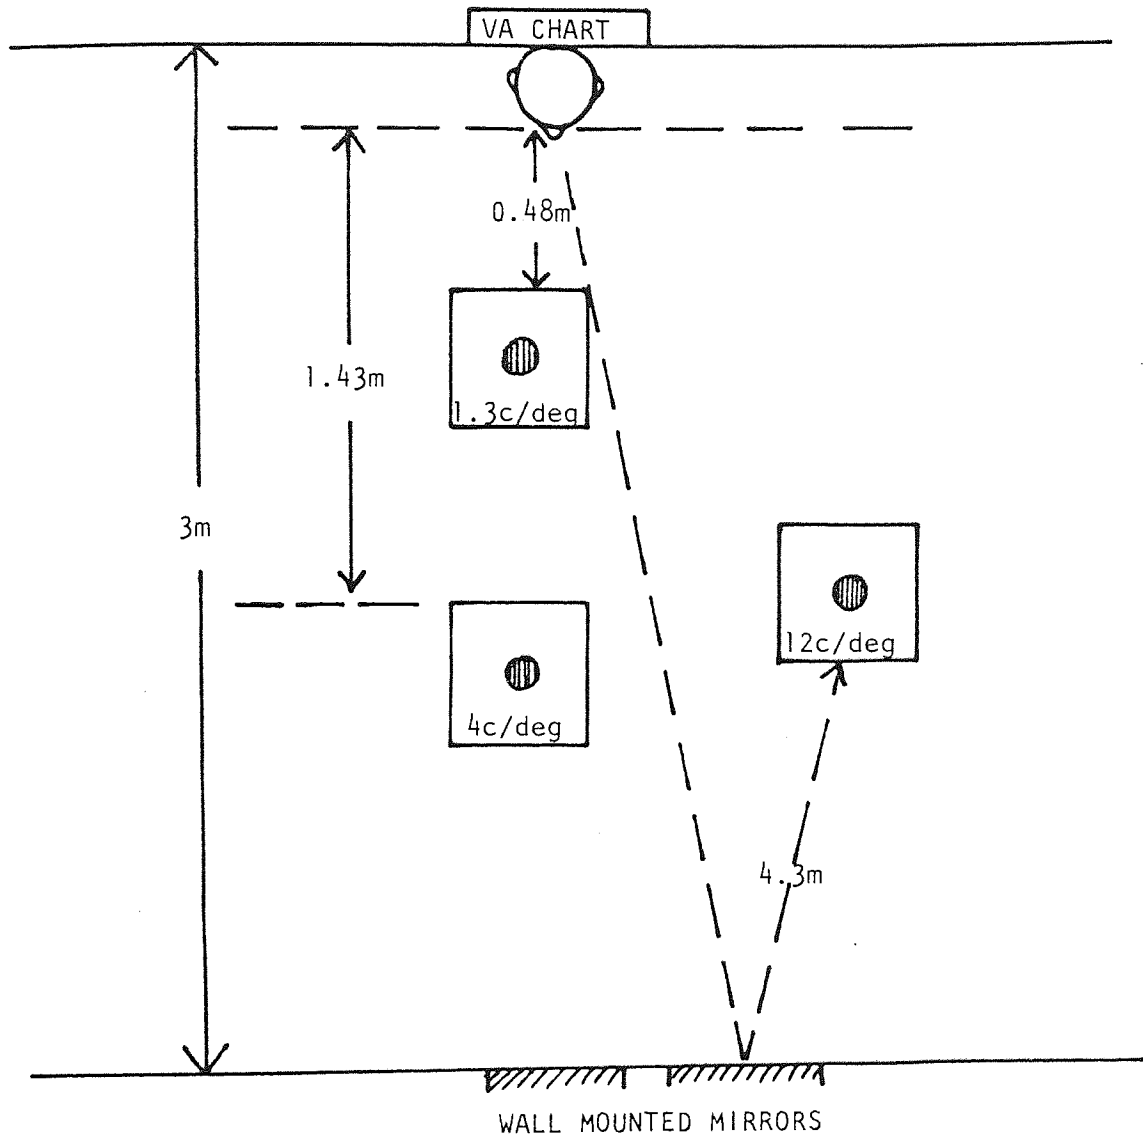 VA CHART
0.48m
1.43m
1.3c/deg
3m
12c/deg
4c/deg
4.3m
WALL MOUNTED MIRRORS